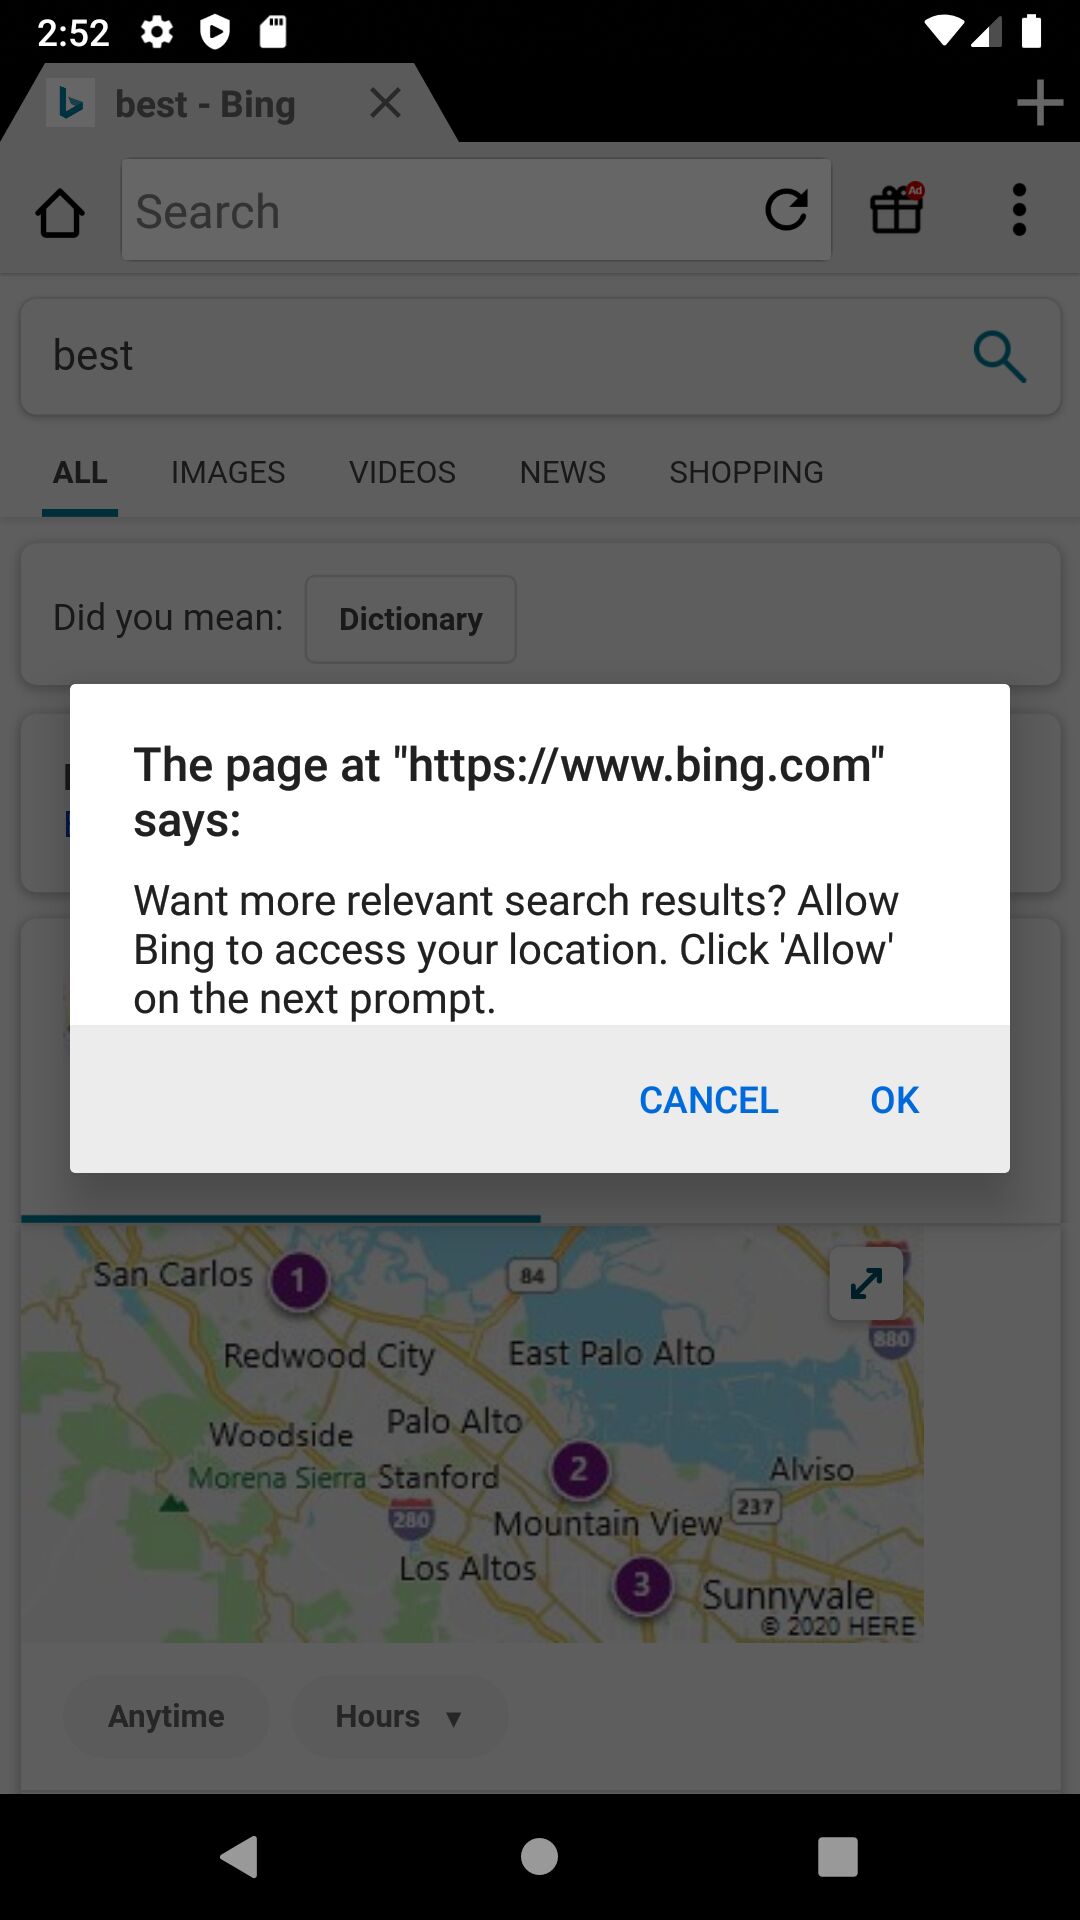 2:52
best - Bing
Search
Ad
best
ALL IMAGES VIDEOS NEWS SHOPPING
Did you mean: Dictionary
The page at "https://www.bing.com"
says:
Want more relevant search results? Allow
Bing to access your location. Click 'Allow'
on the next prompt.
CANCEL OK
San Carlos 1 84
880
Redwood City East Palo Alto
Woodside Palo Alto
Morena Sierra Stanford 2 Alviso
280 Mountain View 237
Los Altos 3 Sunnyvale
© 2020 HERE
Anytime Hours ▼